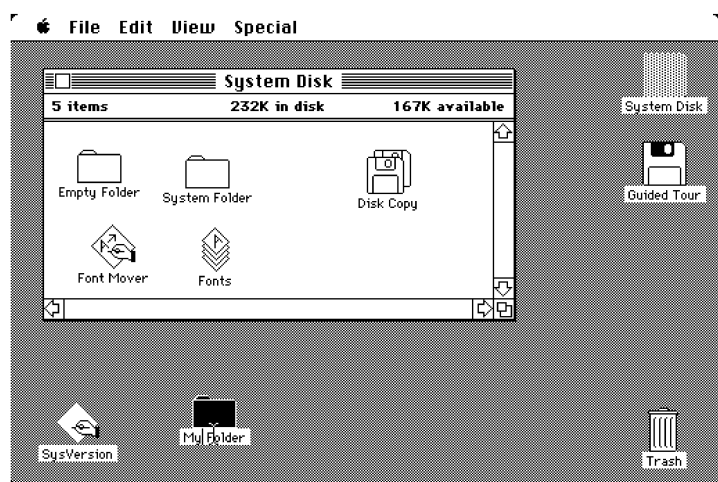 File Edit View Special
System Disk
5 items 232K in disk 167K available
Empty Folder System Folder Disk Copy
Font Mover Fonts
System Disk
Guided Tour
SysVersion
My Folder
Trash